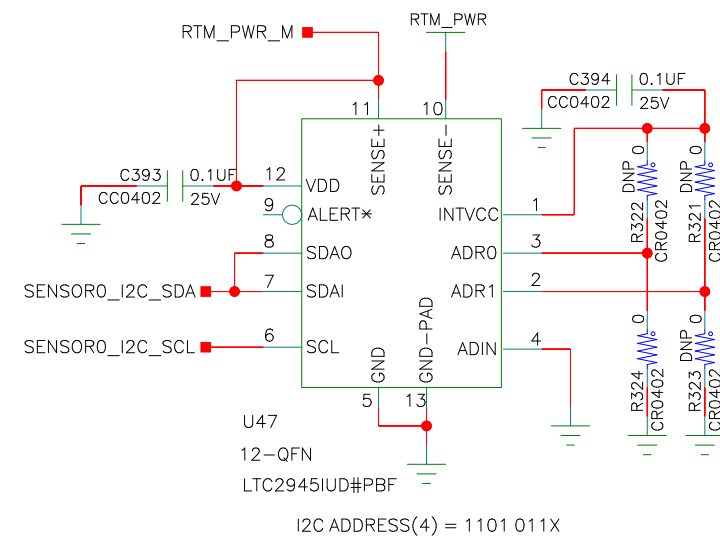 RTM_PWR_M
RTM_PWR
C394
0.1UF
CC0402
25V
11
10
SENSE+
SENSE-
C393
0.1UF
CC0402
25V
12
VDD
9
ALERT*
8
SDAO
SENSOR0_I2C_SDA
7
SDAI
SENSOR0_I2C_SCL
6
SCL
INTVCC
1
ADR0
3
ADR1
2
ADIN
4
GND
GND-PAD
5
13
DNP
0
R322
CR0402
DNP
0
R321
CR0402
0
R324
CR0402
DNP
0
R323
CR0402
U47
12-QFN
LTC2945IUD#PBF
I2C ADDRESS(4) = 1101 011X